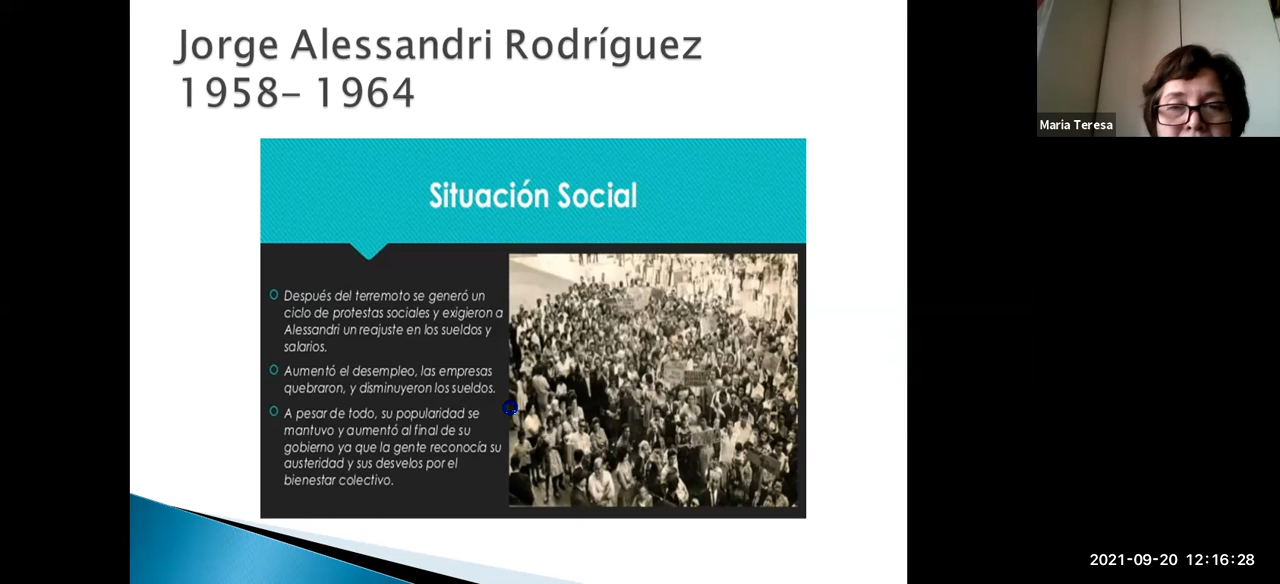 Jorge Alessandri Rodríguez
1958– 1964
Situación Social
Después del terremoto se generó un
ciclo de protestas sociales y exigieron a
Alessandri un reajuste en los sueldos y
salarios.
Aumentó el desempleo, las empresas
quebraron, y disminuyeron los sueldos.
A pesar de todo, su popularidad se
mantuvo y aumentó al final de su
gobierno ya que la gente reconocía su
austeridad y sus desvelos por el
bienestar colectivo.
Maria Teresa
2021-09-20 12:16:28